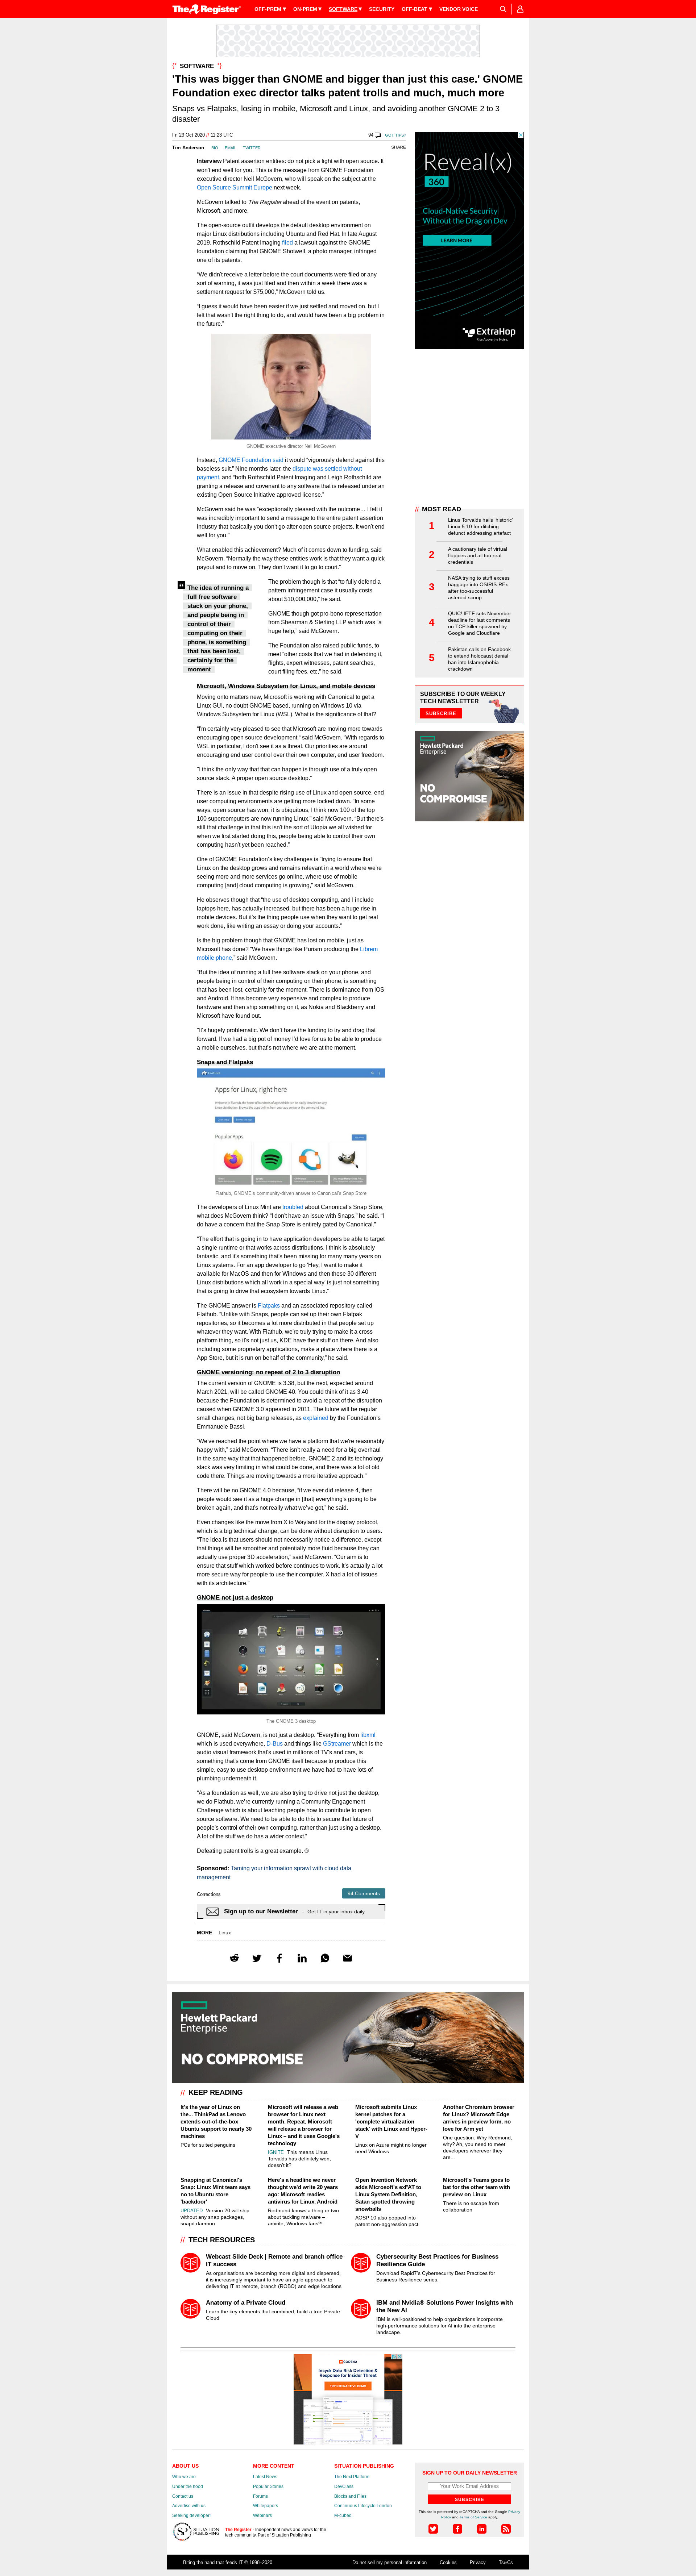 The Register
OFF-PREM ▼ ON-PREM ▼ SOFTWARE ▼ SECURITY OFF-BEAT ▼ VENDOR VOICE
{* SOFTWARE *}
'This was bigger than GNOME and bigger than just this case.' GNOME
Foundation exec director talks patent trolls and much, much more
Snaps vs Flatpaks, losing in mobile, Microsoft and Linux, and avoiding another GNOME 2 to 3
disaster
Fri 23 Oct 2020 // 11:23 UTC
94 GOT TIPS?
Tim Anderson BIO EMAIL TWITTER
SHARE
Interview Patent assertion entities: do not pick a fight with open source. It
won't end well for you. This is the message from GNOME Foundation
executive director Neil McGovern, who will speak on the subject at the
Open Source Summit Europe next week.
McGovern talked to The Register ahead of the event on patents,
Microsoft, and more.
The open-source outfit develops the default desktop environment on
major Linux distributions including Ubuntu and Red Hat. In late August
2019, Rothschild Patent Imaging filed a lawsuit against the GNOME
foundation claiming that GNOME Shotwell, a photo manager, infringed
one of its patents.
“We didn't receive a letter before the court documents were filed or any
sort of warning, it was just filed and then within a week there was a
settlement request for $75,000,” McGovern told us.
“I guess it would have been easier if we just settled and moved on, but I
felt that wasn't the right thing to do, and would have been a big problem in
the future.”
GNOME executive director Neil McGovern
Instead, GNOME Foundation said it would “vigorously defend against this
baseless suit.” Nine months later, the dispute was settled without
payment, and “both Rothschild Patent Imaging and Leigh Rothschild are
granting a release and covenant to any software that is released under an
existing Open Source Initiative approved license.”
McGovern said he was “exceptionally pleased with the outcome… I felt it
was incredibly important to send a message to the entire assertion
industry that basically you don't go after open source projects. It won't end
well for you.”
What enabled this achievement? Much of it comes down to cost, he said,
McGovern. “Normally the way these entities work is that they want a quick
payout and to move on. They don't want it to go to court.”
The idea of running a
full free software
stack on your phone,
and people being in
control of their
computing on their
phone, is something
that has been lost,
certainly for the
moment
The problem though is that “to fully defend a
pattern infringement case it usually costs
about $10,000,000,” he said.
GNOME though got pro-bono representation
from Shearman & Sterling LLP which was “a
huge help,” said McGovern.
The Foundation also raised public funds, to
meet “other costs that we had in defending it,
flights, expert witnesses, patent searches,
court filing fees, etc,” he said.
Microsoft, Windows Subsystem for Linux, and mobile devices
Moving onto matters new, Microsoft is working with Canonical to get a
Linux GUI, no doubt GNOME based, running on Windows 10 via
Windows Subsystem for Linux (WSL). What is the significance of that?
“I'm certainly very pleased to see that Microsoft are moving more towards
encouraging open source development,” said McGovern. “With regards to
WSL in particular, I don't see it as a threat. Our priorities are around
encouraging end user control over their own computer, end user freedom.
“I think the only way that that can happen is through use of a truly open
source stack. A proper open source desktop.”
There is an issue in that despite rising use of Linux and open source, end
user computing environments are getting more locked down. “In some
ways, open source has won, it is ubiquitous, I think now 100 of the top
100 supercomputers are now running Linux,” said McGovern. “But there's
still that challenge in that this isn't the sort of Utopia we all wished for
when we first started doing this, people being able to directly control their
own computing hasn't yet been reached.”
One of GNOME Foundation's key challenges is “trying to ensure that
Linux on the desktop grows and remains relevant in a world where we're
seeing more and more services go online, where use of mobile
computing [and] cloud computing is growing,” said McGovern.
He observes though that “the use of desktop computing, and I include
laptops here, has actually increased, but there has been a huge rise in
mobile devices. But it's the thing people use when they want to get real
work done, like writing an essay or doing your accounts.”
Is the big problem though that GNOME has lost on mobile, just as
Microsoft has done? “We have things like Purism producing the Librem
mobile phone,” said McGovern.
“But the idea of running a full free software stack on your phone, and
people being in control of their computing on their phone, is something
that has been lost, certainly for the moment. There is dominance from iOS
and Android. It has become very expensive and complex to produce
hardware and then ship something on it, as Nokia and Blackberry and
Microsoft have found out.
“It's hugely problematic. We don't have the funding to try and drag that
forward. If we had a big pot of money I'd love for us to be able to produce
a mobile ourselves, but that's not where we are at the moment.
Snaps and Flatpaks
Apps for Linux, right here
Popular Apps
Flathub, GNOME's community-driven answer to Canonical's Snap Store
The developers of Linux Mint are troubled about Canonical's Snap Store,
what does McGovern think? “I don't have an issue with Snaps,” he said. “I
do have a concern that the Snap Store is entirely gated by Canonical.”
“The effort that is going in to have application developers be able to target
a single runtime or that works across distributions, I think is absolutely
fantastic, and it's something that's been missing for many many years on
Linux systems. For an app developer to go 'Hey, I want to make it
available for MacOS and then for Windows and then these 30 different
Linux distributions which all work in a special way' is just not something
that is going to drive that ecosystem towards Linux.”
The GNOME answer is Flatpaks and an associated repository called
Flathub. “Unlike with Snaps, people can set up their own Flatpak
repositories, so it empowers the community to be able to distribute
whatever they want. With Flathub, we're truly trying to make it a cross
platform thing, so it's not just us, KDE have their stuff on there. And also
including proprietary applications, make a place where there is a
App Store, but it is run on behalf of the community,” he said.
GNOME versioning: no repeat of 2 to 3 disruption
The current version of GNOME is 3.38, but the next, expected around
March 2021, will be called GNOME 40. You could think of it as 3.40
because the Foundation is determined to avoid a repeat of the disruption
caused when GNOME 3.0 appeared in 2011. The future will be regular
small changes, not big bang releases, as explained by the Foundation's
Emmanuele Bassi.
“We've reached the point where we have a platform that we're reasonably
happy with,” said McGovern. “There isn't really a need for a big overhaul
in the same way that happened before. GNOME 2 and its technology
stack was very limiting in what could be done, and there was a lot of old
code there. Things are moving towards a more iterative approach.”
There will be no GNOME 4.0 because, “if we ever did release 4, then
people would see it as a huge change in [that] everything's going to be
broken again, and that's not really what we've got,” he said.
Even changes like the move from X to Wayland for the display protocol,
which is a big technical change, can be done without disruption to users.
“The idea is that users should not necessarily notice a difference, except
that things will be smoother and potentially more fluid because they can
actually use proper 3D acceleration,” said McGovern. “Our aim is to
ensure that stuff which worked before continues to work. It's actually a lot
more secure way for people to use their computer. X had a lot of issues
with its architecture.”
GNOME not just a desktop
The GNOME 3 desktop
GNOME, said McGovern, is not just a desktop. “Everything from libxml
which is used everywhere, D-Bus and things like GStreamer which is the
audio visual framework that's used in millions of TV's and cars, is
something that's come from GNOME itself because to produce this
simple, easy to use desktop environment we have had to have lots of
plumbing underneath it.
“As a foundation as well, we are also trying to drive not just the desktop,
we do Flathub, we're currently running a Community Engagement
Challenge which is about teaching people how to contribute to open
source software. We need to be able to do this to secure that future of
people's control of their own computing, rather than just using a desktop.
A lot of the stuff we do has a wider context.”
Defeating patent trolls is a great example. ®
Sponsored: Taming your information sprawl with cloud data
management
Corrections
94 Comments
Sign up to our Newsletter - Get IT in your inbox daily
MORE Linux
Reveal(x)
360
Cloud-Native Security
Without the Drag on Dev
LEARN MORE
ExtraHop
Rise Above the Noise.
// MOST READ
1 Linus Torvalds hails 'historic'
Linux 5.10 for ditching
defunct addressing artefact
2 A cautionary tale of virtual
floppies and all too real
credentials
3 NASA trying to stuff excess
baggage into OSIRIS-REx
after too-successful
asteroid scoop
4 QUIC! IETF sets November
deadline for last comments
on TCP-killer spawned by
Google and Cloudflare
5 Pakistan calls on Facebook
to extend holocaust denial
ban into Islamophobia
crackdown
SUBSCRIBE TO OUR WEEKLY
TECH NEWSLETTER
SUBSCRIBE
Hewlett Packard
Enterprise
NO
COMPROMISE
Hewlett Packard
Enterprise
NO COMPROMISE
// KEEP READING
It's the year of Linux on
the... ThinkPad as Lenovo
extends out-of-the-box
Ubuntu support to nearly 30
machines
PCs for suited penguins
Microsoft will release a web
browser for Linux next
month. Repeat, Microsoft
will release a browser for
Linux – and it uses Google's
technology
IGNITE This means Linux
Torvalds has definitely won,
doesn't it?
Microsoft submits Linux
kernel patches for a
'complete virtualization
stack' with Linux and Hyper-
V
Linux on Azure might no longer
need Windows
Another Chromium browser
for Linux? Microsoft Edge
arrives in preview form, no
love for Arm yet
One question: Why Redmond,
why? Ah, you need to meet
developers wherever they
are...
Snapping at Canonical's
Snap: Linux Mint team says
no to Ubuntu store
'backdoor'
UPDATED Version 20 will ship
without any snap packages,
snapd daemon
Here's a headline we never
thought we'd write 20 years
ago: Microsoft readies
antivirus for Linux, Android
Redmond knows a thing or two
about tackling malware –
amirite, Windows fans?!
Open Invention Network
adds Microsoft's exFAT to
Linux System Definition,
Satan spotted throwing
snowballs
AOSP 10 also popped into
patent non-aggression pact
Microsoft's Teams goes to
bat for the other team with
preview on Linux
There is no escape from
collaboration
// TECH RESOURCES
Webcast Slide Deck | Remote and branch office
IT success
As organisations are becoming more digital and dispersed,
it is increasingly important to have an agile approach to
delivering IT at remote, branch (ROBO) and edge locations
Cybersecurity Best Practices for Business
Resilience Guide
Download Rapid7's Cybersecurity Best Practices for
Business Resilience series.
Anatomy of a Private Cloud
Learn the key elements that combined, build a true Private
Cloud
IBM and Nvidia® Solutions Power Insights with
the New AI
IBM is well-positioned to help organizations incorporate
high-performance solutions for AI into the enterprise
landscape.
CODE42
Incydr Data Risk Detection &
Response for Insider Threat
ABOUT US
Who we are
Under the hood
Contact us
Advertise with us
Seeking developer!
MORE CONTENT
Latest News
Popular Stories
Forums
Whitepapers
Webinars
SITUATION PUBLISHING
The Next Platform
DevClass
Blocks and Files
Continuous Lifecycle London
M-cubed
SIGN UP TO OUR DAILY NEWSLETTER
Your Work Email Address
SUBSCRIBE
This site is protected by reCAPTCHA and the Google Privacy
Policy and Terms of Service apply.
SITUATION
PUBLISHING
The Register - Independent news and views for the
tech community. Part of Situation Publishing
Biting the hand that feeds IT © 1998–2020
Do not sell my personal information Cookies Privacy Ts&Cs